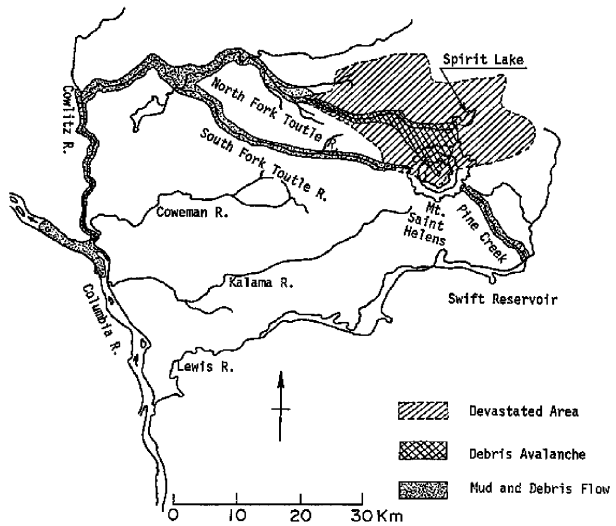 Spirit Lake
Cowlitz R.
North Fork Toutle R.
South Fork Toutle R.
Coweman R.
Mt.
Saint
Helens
Pine Creek
Kalama R.
Swift Reservoir
Columbia R.
Lewis R.
Devastated Area
Debris Avalanche
Mud and Debris Flow
0 10 20 30 Km